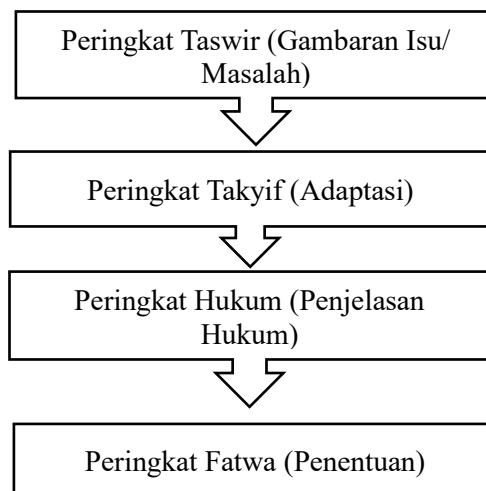 Peringkat Taswir (Gambaran Isu/
Masalah)
Peringkat Takyif (Adaptasi)
Peringkat Hukum (Penjelasan
Hukum)
Peringkat Fatwa (Penentuan)